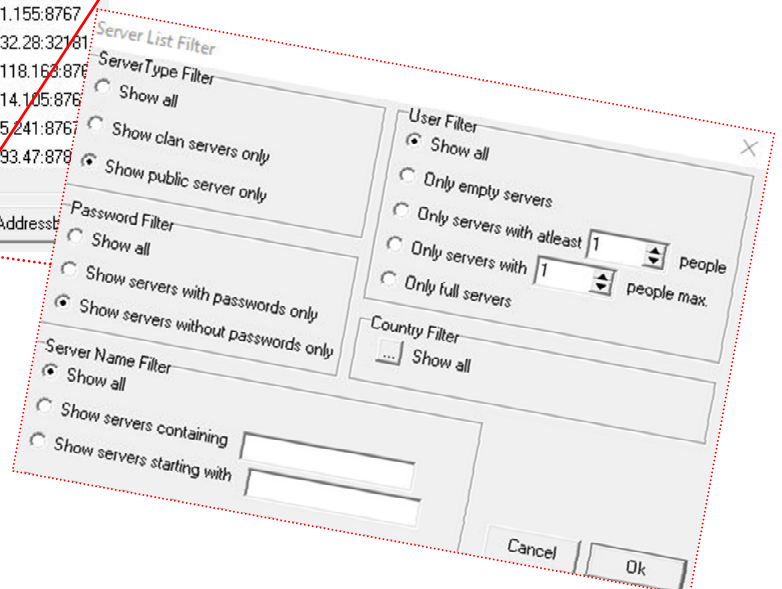 1.155:8767
32.28:32181
118.163:876
14.105:876
5.241:8767
93.47:878
Server List Filter
ServerType Filter
Show all
Show clan servers only
Show public server only
Password Filter
Show all
Show servers with passwords only
Show servers without passwords only
Server Name Filter
Show all
Show servers containing
Show servers starting with
User Filter
Show all
Only empty servers
Only servers with atleast 1 people
Only servers with 1 people max.
Only full servers
Country Filter
... Show all
Cancel
Ok